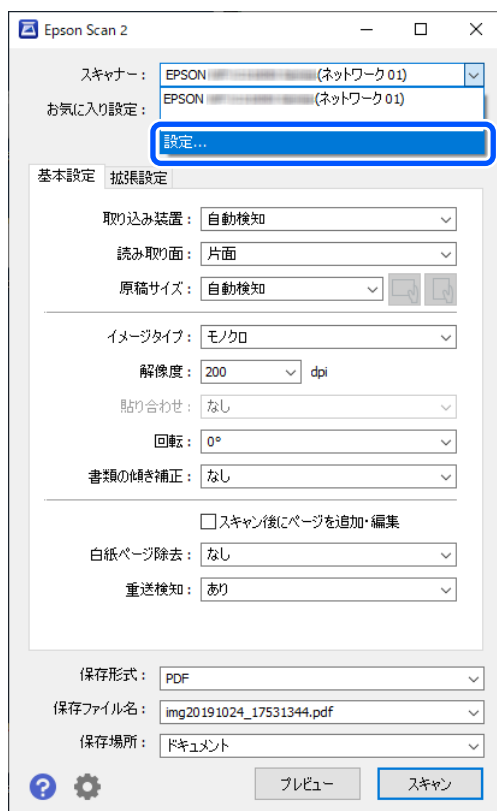 Epson Scan 2
スキャナー： EPSON (ネットワーク 01)
EPSON (ネットワーク 01)
お気に入り設定：
設定...
基本設定 拡張設定
取り込み装置： 自動検知
読み取り面： 片面
原稿サイズ： 自動検知
イメージタイプ： モノクロ
解像度： 200 dpi
貼り合わせ： なし
回転： 0°
書類の傾き補正： なし
スキャン後にページを追加・編集
白紙ページ除去： なし
重送検知： あり
保存形式： PDF
保存ファイル名： img20191024_17531344.pdf
保存場所： ドキュメント
? プレビュー スキャン